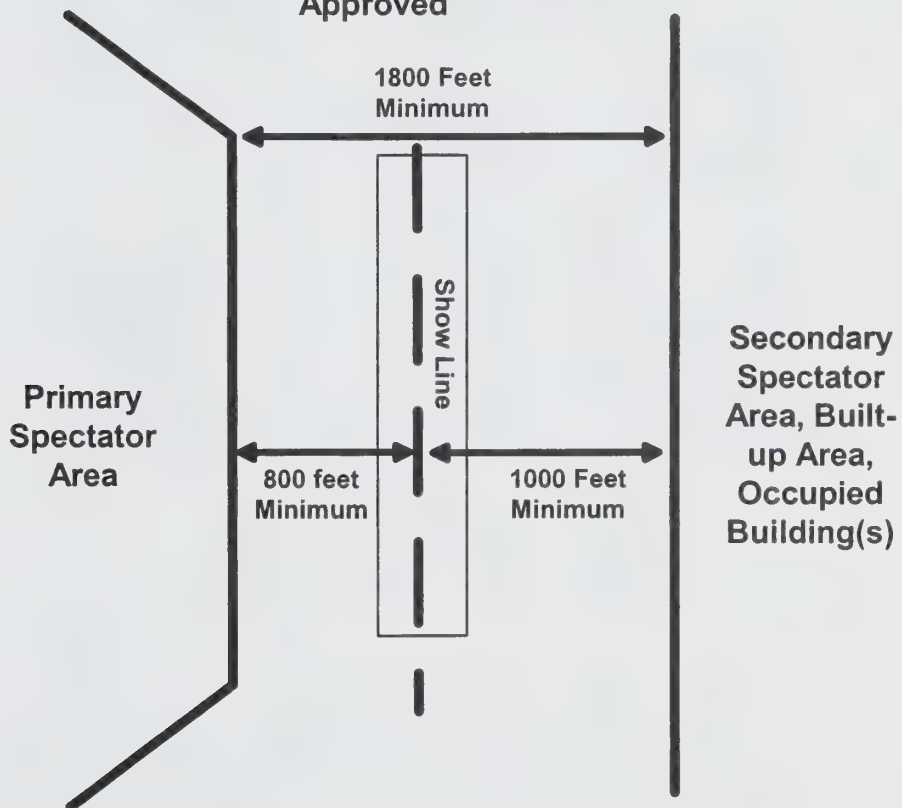 Approved
1800 Feet
Minimum
Show Line
Primary
Spectator
Area
800 feet
Minimum
1000 Feet
Minimum
Secondary
Spectator
Area, Built-
up Area,
Occupied
Building(s)